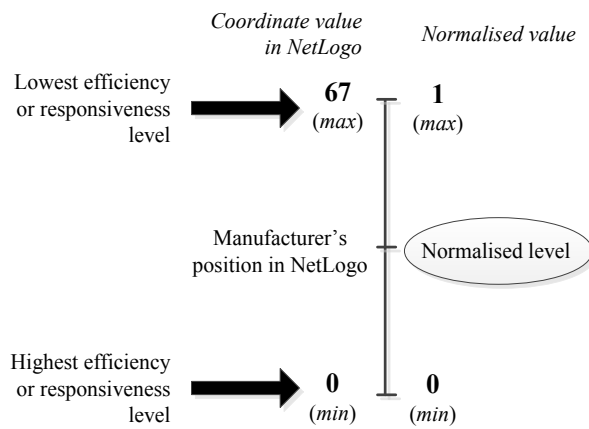 Coordinate value
in NetLogo
Normalised value
Lowest efficiency
or responsiveness
level
67
(max)
1
(max)
Manufacturer’s
position in NetLogo
Normalised level
Highest efficiency
or responsiveness
level
0
(min)
0
(min)